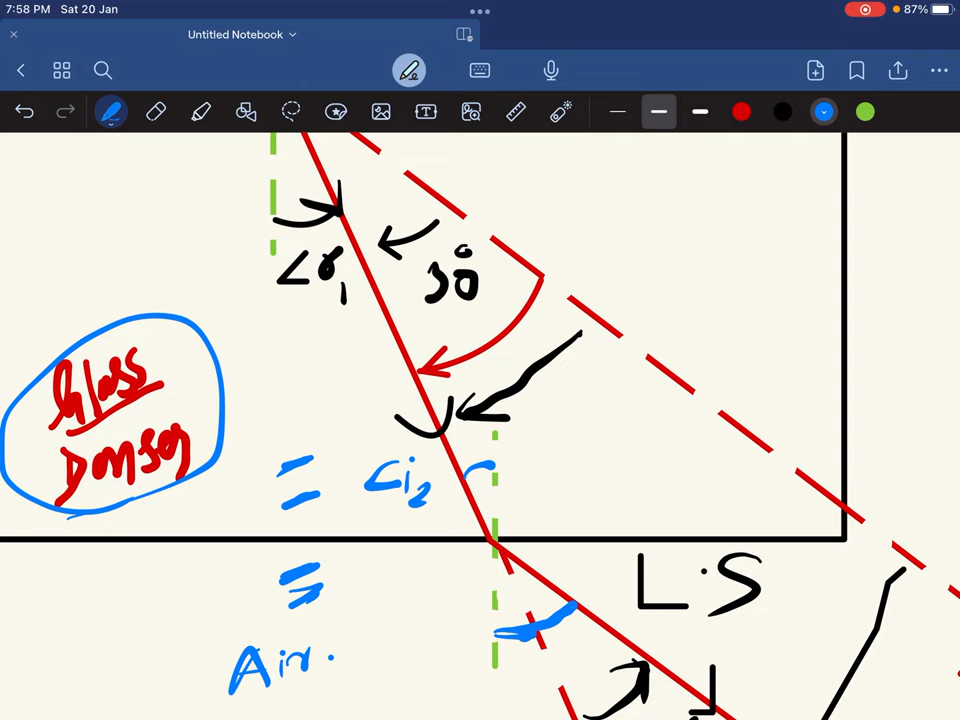 7:58 PM Sat 20 Jan
87%
Untitled Notebook
T
∠r₁
30°
Glass
Denser
∠i₂
L.S
Air.